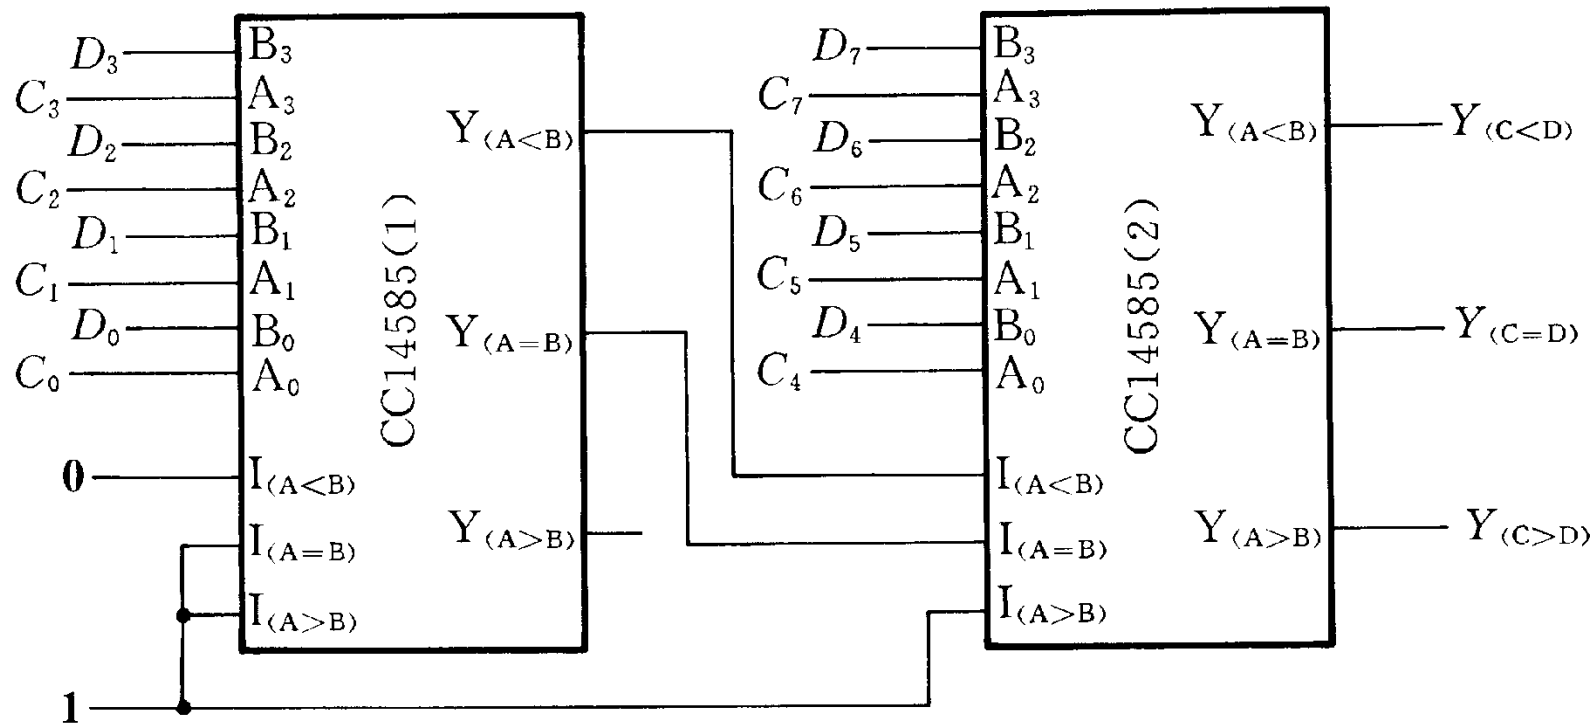 D₃ B₃
C₃ A₃
D₂ B₂
C₂ A₂
D₁ B₁
C₁ A₁
D₀ B₀
C₀ A₀
0 I(A<B)
I(A=B)
I(A>B)
1
CC14585(1)
Y(A<B)
Y(A=B)
Y(A>B)
D₇ B₃
C₇ A₃
D₆ B₂
C₆ A₂
D₅ B₁
C₅ A₁
D₄ B₀
C₄ A₀
I(A<B)
I(A=B)
I(A>B)
CC14585(2)
Y(A<B) Y(C<D)
Y(A=B) Y(C=D)
Y(A>B) Y(C>D)